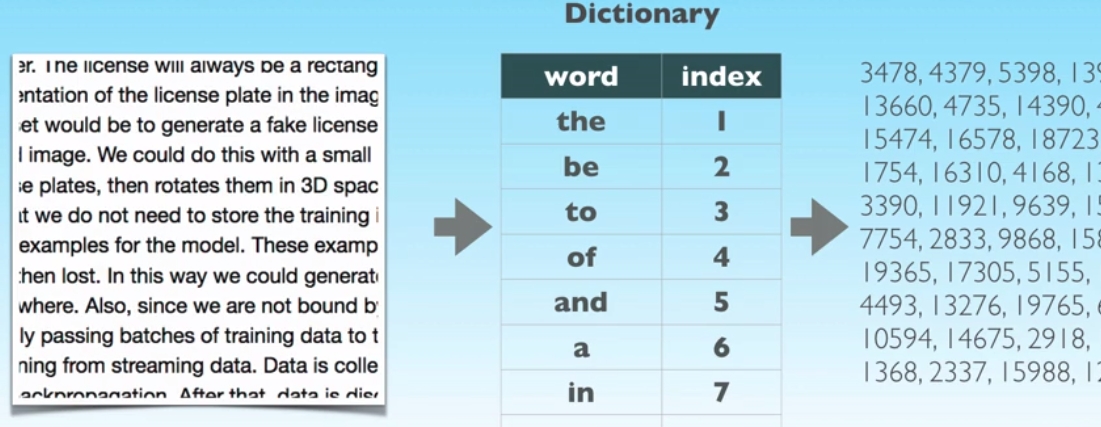 Dictionary
er. The license will always be a rectang
entation of the license plate in the imag
et would be to generate a fake license
l image. We could do this with a small
e plates, then rotates them in 3D spac
at we do not need to store the training i
examples for the model. These examp
then lost. In this way we could generat
where. Also, since we are not bound b
ly passing batches of training data to t
ning from streaming data. Data is colle
ackpropagation. After that, data is dis
word index
the 1
be 2
to 3
of 4
and 5
a 6
in 7
3478, 4379, 5398, 139
13660, 4735, 14390, 4
15474, 16578, 18723
1754, 16310, 4168, 13
3390, 11921, 9639, 15
7754, 2833, 9868, 158
19365, 17305, 5155,
4493, 13276, 19765, 6
10594, 14675, 2918,
1368, 2337, 15988, 12